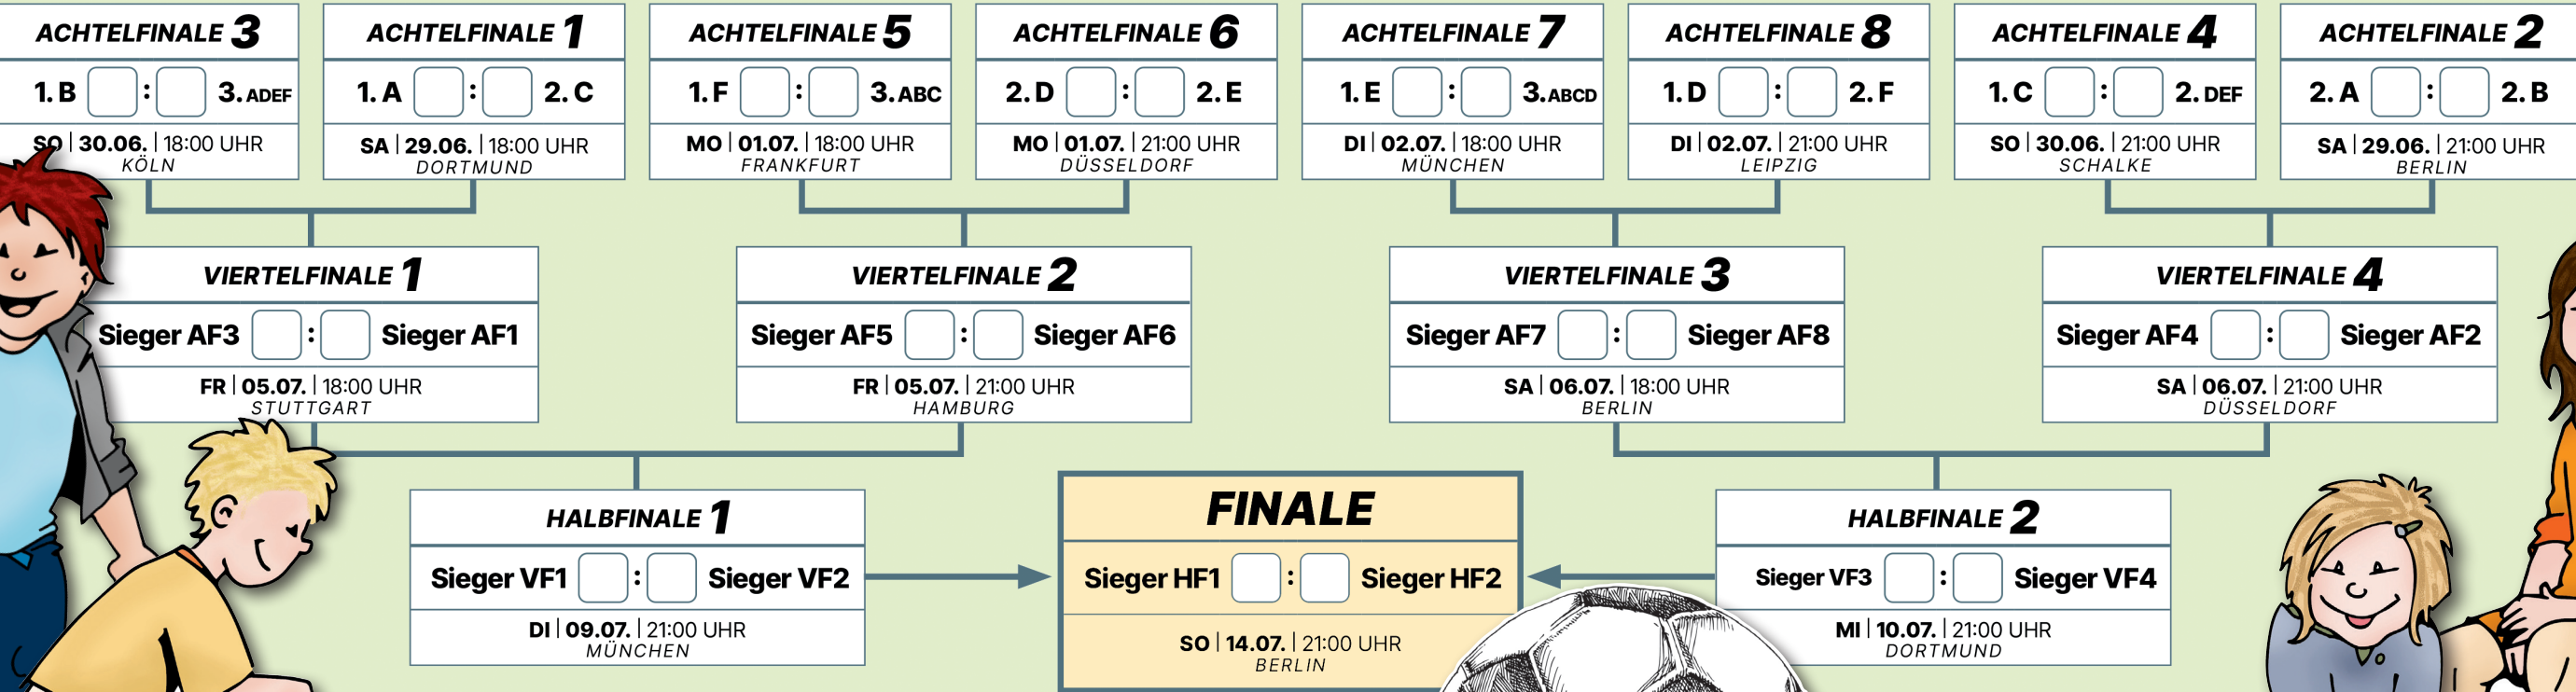 ACHTELFINALE 3
1. B : 3. ADEF
SO | 30.06. | 18:00 UHR
KÖLN
ACHTELFINALE 1
1. A : 2. C
SA | 29.06. | 18:00 UHR
DORTMUND
ACHTELFINALE 5
1. F : 3. ABC
MO | 01.07. | 18:00 UHR
FRANKFURT
ACHTELFINALE 6
2. D : 2. E
MO | 01.07. | 21:00 UHR
DÜSSELDORF
ACHTELFINALE 7
1. E : 3. ABCD
DI | 02.07. | 18:00 UHR
MÜNCHEN
ACHTELFINALE 8
1. D : 2. F
DI | 02.07. | 21:00 UHR
LEIPZIG
ACHTELFINALE 4
1. C : 2. DEF
SO | 30.06. | 21:00 UHR
SCHALKE
ACHTELFINALE 2
2. A : 2. B
SA | 29.06. | 21:00 UHR
BERLIN
VIERTELFINALE 1
Sieger AF3 : Sieger AF1
FR | 05.07. | 18:00 UHR
STUTTGART
VIERTELFINALE 2
Sieger AF5 : Sieger AF6
FR | 05.07. | 21:00 UHR
HAMBURG
VIERTELFINALE 3
Sieger AF7 : Sieger AF8
SA | 06.07. | 18:00 UHR
BERLIN
VIERTELFINALE 4
Sieger AF4 : Sieger AF2
SA | 06.07. | 21:00 UHR
DÜSSELDORF
HALBFINALE 1
Sieger VF1 : Sieger VF2
DI | 09.07. | 21:00 UHR
MÜNCHEN
FINALE
Sieger HF1 : Sieger HF2
SO | 14.07. | 21:00 UHR
BERLIN
HALBFINALE 2
Sieger VF3 : Sieger VF4
MI | 10.07. | 21:00 UHR
DORTMUND